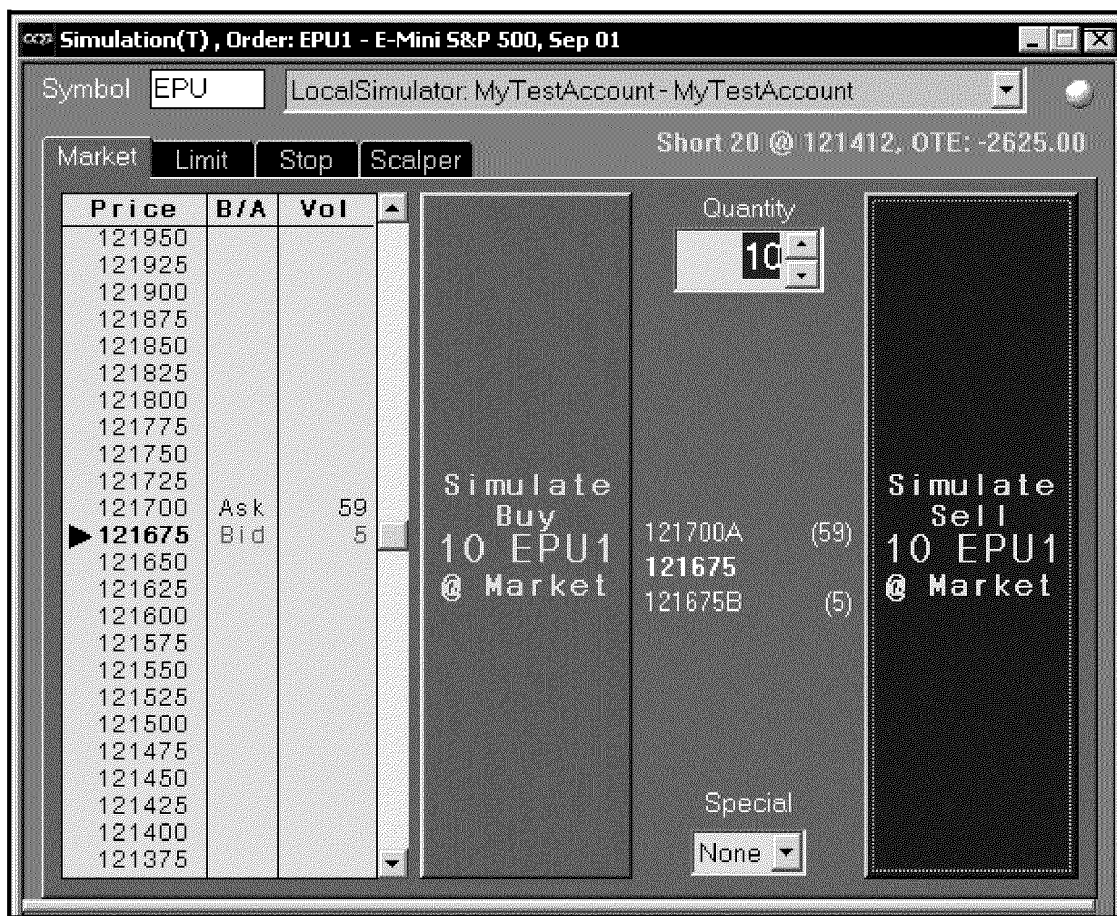 CQG Simulation(T) , Order: EPU1 - E-Mini S&P 500, Sep 01
Symbol EPU LocalSimulator: MyTestAccount - MyTestAccount
Short 20 @ 121412, OTE: -2625.00
Market Limit Stop Scalper
Price B/A Vol
121950
121925
121900
121875
121850
121825
121800
121775
121750
121725
121700 Ask 59
121675 Bid 5
121650
121625
121600
121575
121550
121525
121500
121475
121450
121425
121400
121375
Simulate
Buy
10 EPU1
@ Market
Quantity
10
121700A (59)
121675
121675B (5)
Special
None
Simulate
Sell
10 EPU1
@ Market